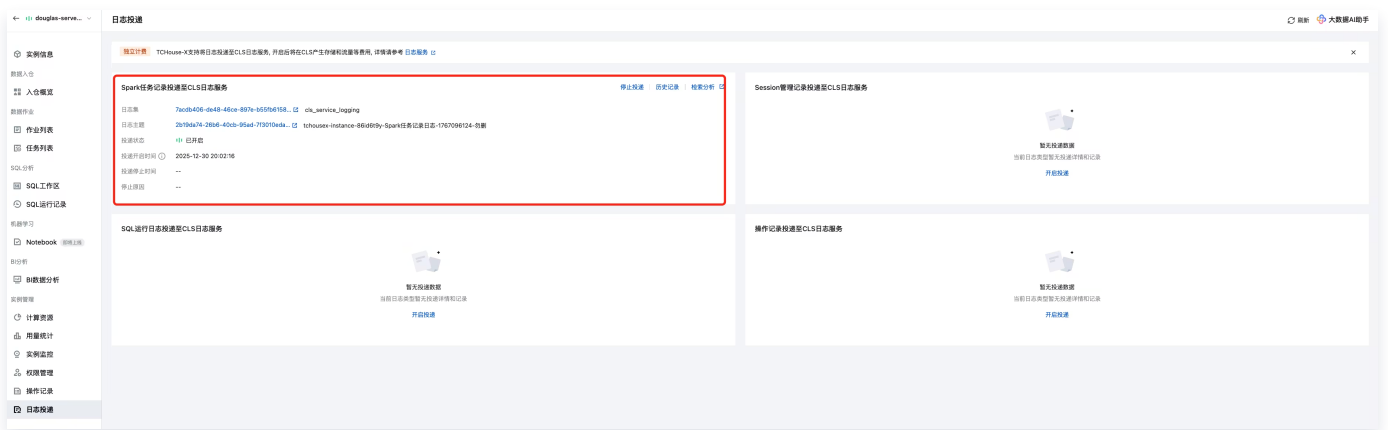 douglas-serve...
日志投递
刷新
大数据AI助手
实例信息
数据入仓
入仓概览
数据作业
作业列表
任务列表
SQL分析
SQL工作区
SQL运行记录
机器学习
Notebook 即将上线
BI分析
BI数据分析
实例管理
计算资源
用量统计
实例监控
权限管理
操作记录
日志投递
独立计费 TCHouse-X支持将日志投递至CLS日志服务, 开启后将在CLS产生存储和流量等费用, 详情请参考 日志服务
Spark任务记录投递至CLS日志服务
停止投递 历史记录 检索分析
日志集 7acdb406-de48-46ce-897e-b55fb6158... cls_service_logging
日志主题 2b19da74-26b6-40cb-95ad-7f3010eda... tchousex-instance-86id6t9y-Spark任务记录日志-1767096124-勿删
投递状态 已开启
投递开启时间 2025-12-30 20:02:16
投递停止时间 --
停止原因 --
Session管理记录投递至CLS日志服务
暂无投递数据
当前日志类型暂无投递详情和记录
开启投递
SQL运行日志投递至CLS日志服务
暂无投递数据
当前日志类型暂无投递详情和记录
开启投递
操作记录投递至CLS日志服务
暂无投递数据
当前日志类型暂无投递详情和记录
开启投递